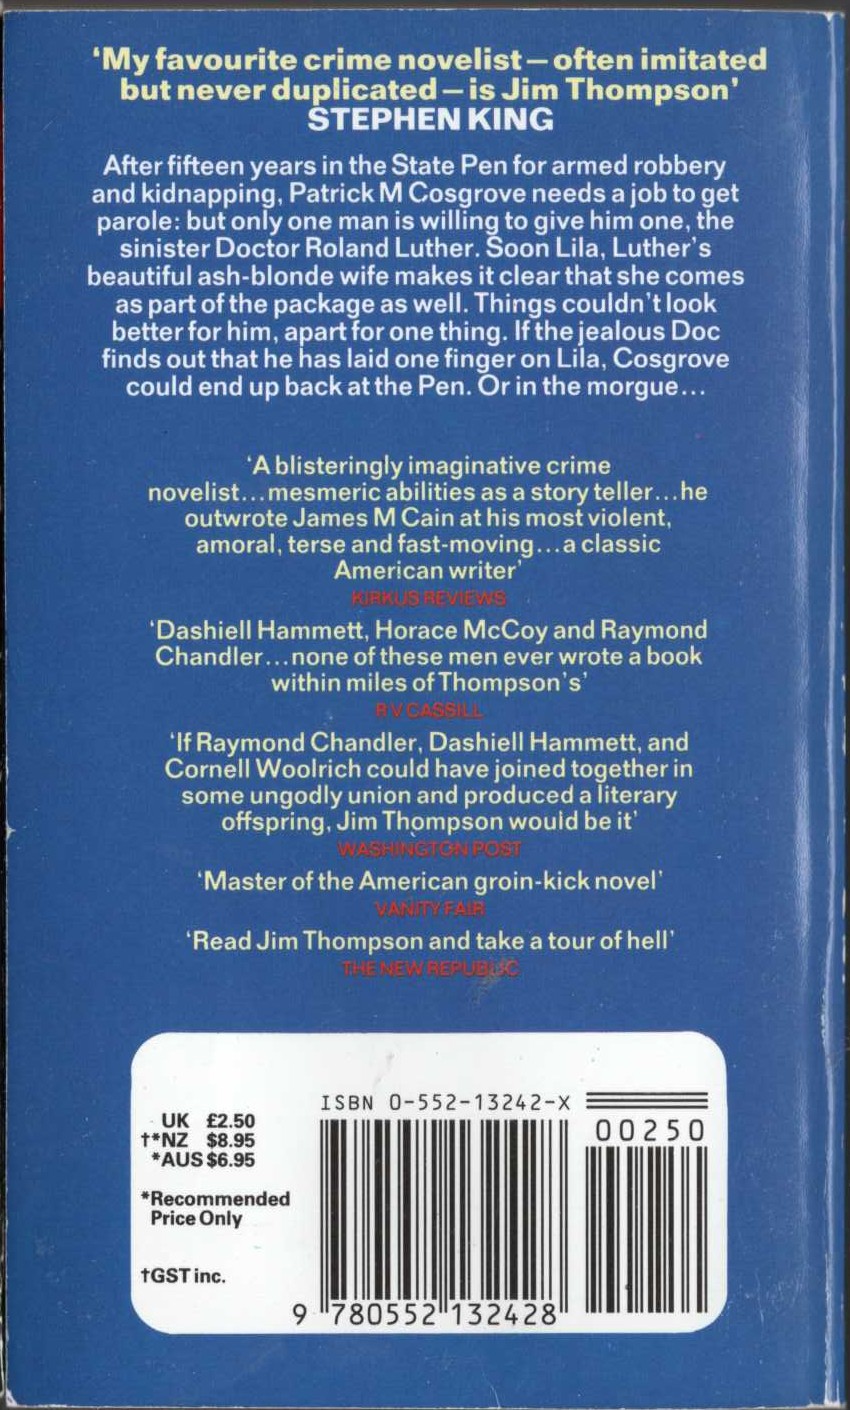 ‘My favourite crime novelist – often imitated
but never duplicated – is Jim Thompson’
STEPHEN KING
After fifteen years in the State Pen for armed robbery
and kidnapping, Patrick M Cosgrove needs a job to get
parole: but only one man is willing to give him one, the
sinister Doctor Roland Luther. Soon Lila, Luther’s
beautiful ash-blonde wife makes it clear that she comes
as part of the package as well. Things couldn’t look
better for him, apart for one thing. If the jealous Doc
finds out that he has laid one finger on Lila, Cosgrove
could end up back at the Pen. Or in the morgue...
‘A blisteringly imaginative crime
novelist...mesmeric abilities as a story teller...he
outwrote James M Cain at his most violent,
amoral, terse and fast-moving...a classic
American writer’
KIRKUS REVIEWS
‘Dashiell Hammett, Horace McCoy and Raymond
Chandler...none of these men ever wrote a book
within miles of Thompson’s’
R V CASSILL
‘If Raymond Chandler, Dashiell Hammett, and
Cornell Woolrich could have joined together in
some ungodly union and produced a literary
offspring, Jim Thompson would be it’
WASHINGTON POST
‘Master of the American groin-kick novel’
VANITY FAIR
‘Read Jim Thompson and take a tour of hell’
THE NEW REPUBLIC
ISBN 0-552-13242-X
00250
UK £2.50
†*NZ $8.95
*AUS $6.95
*Recommended
Price Only
†GST inc.
9 780552 132428